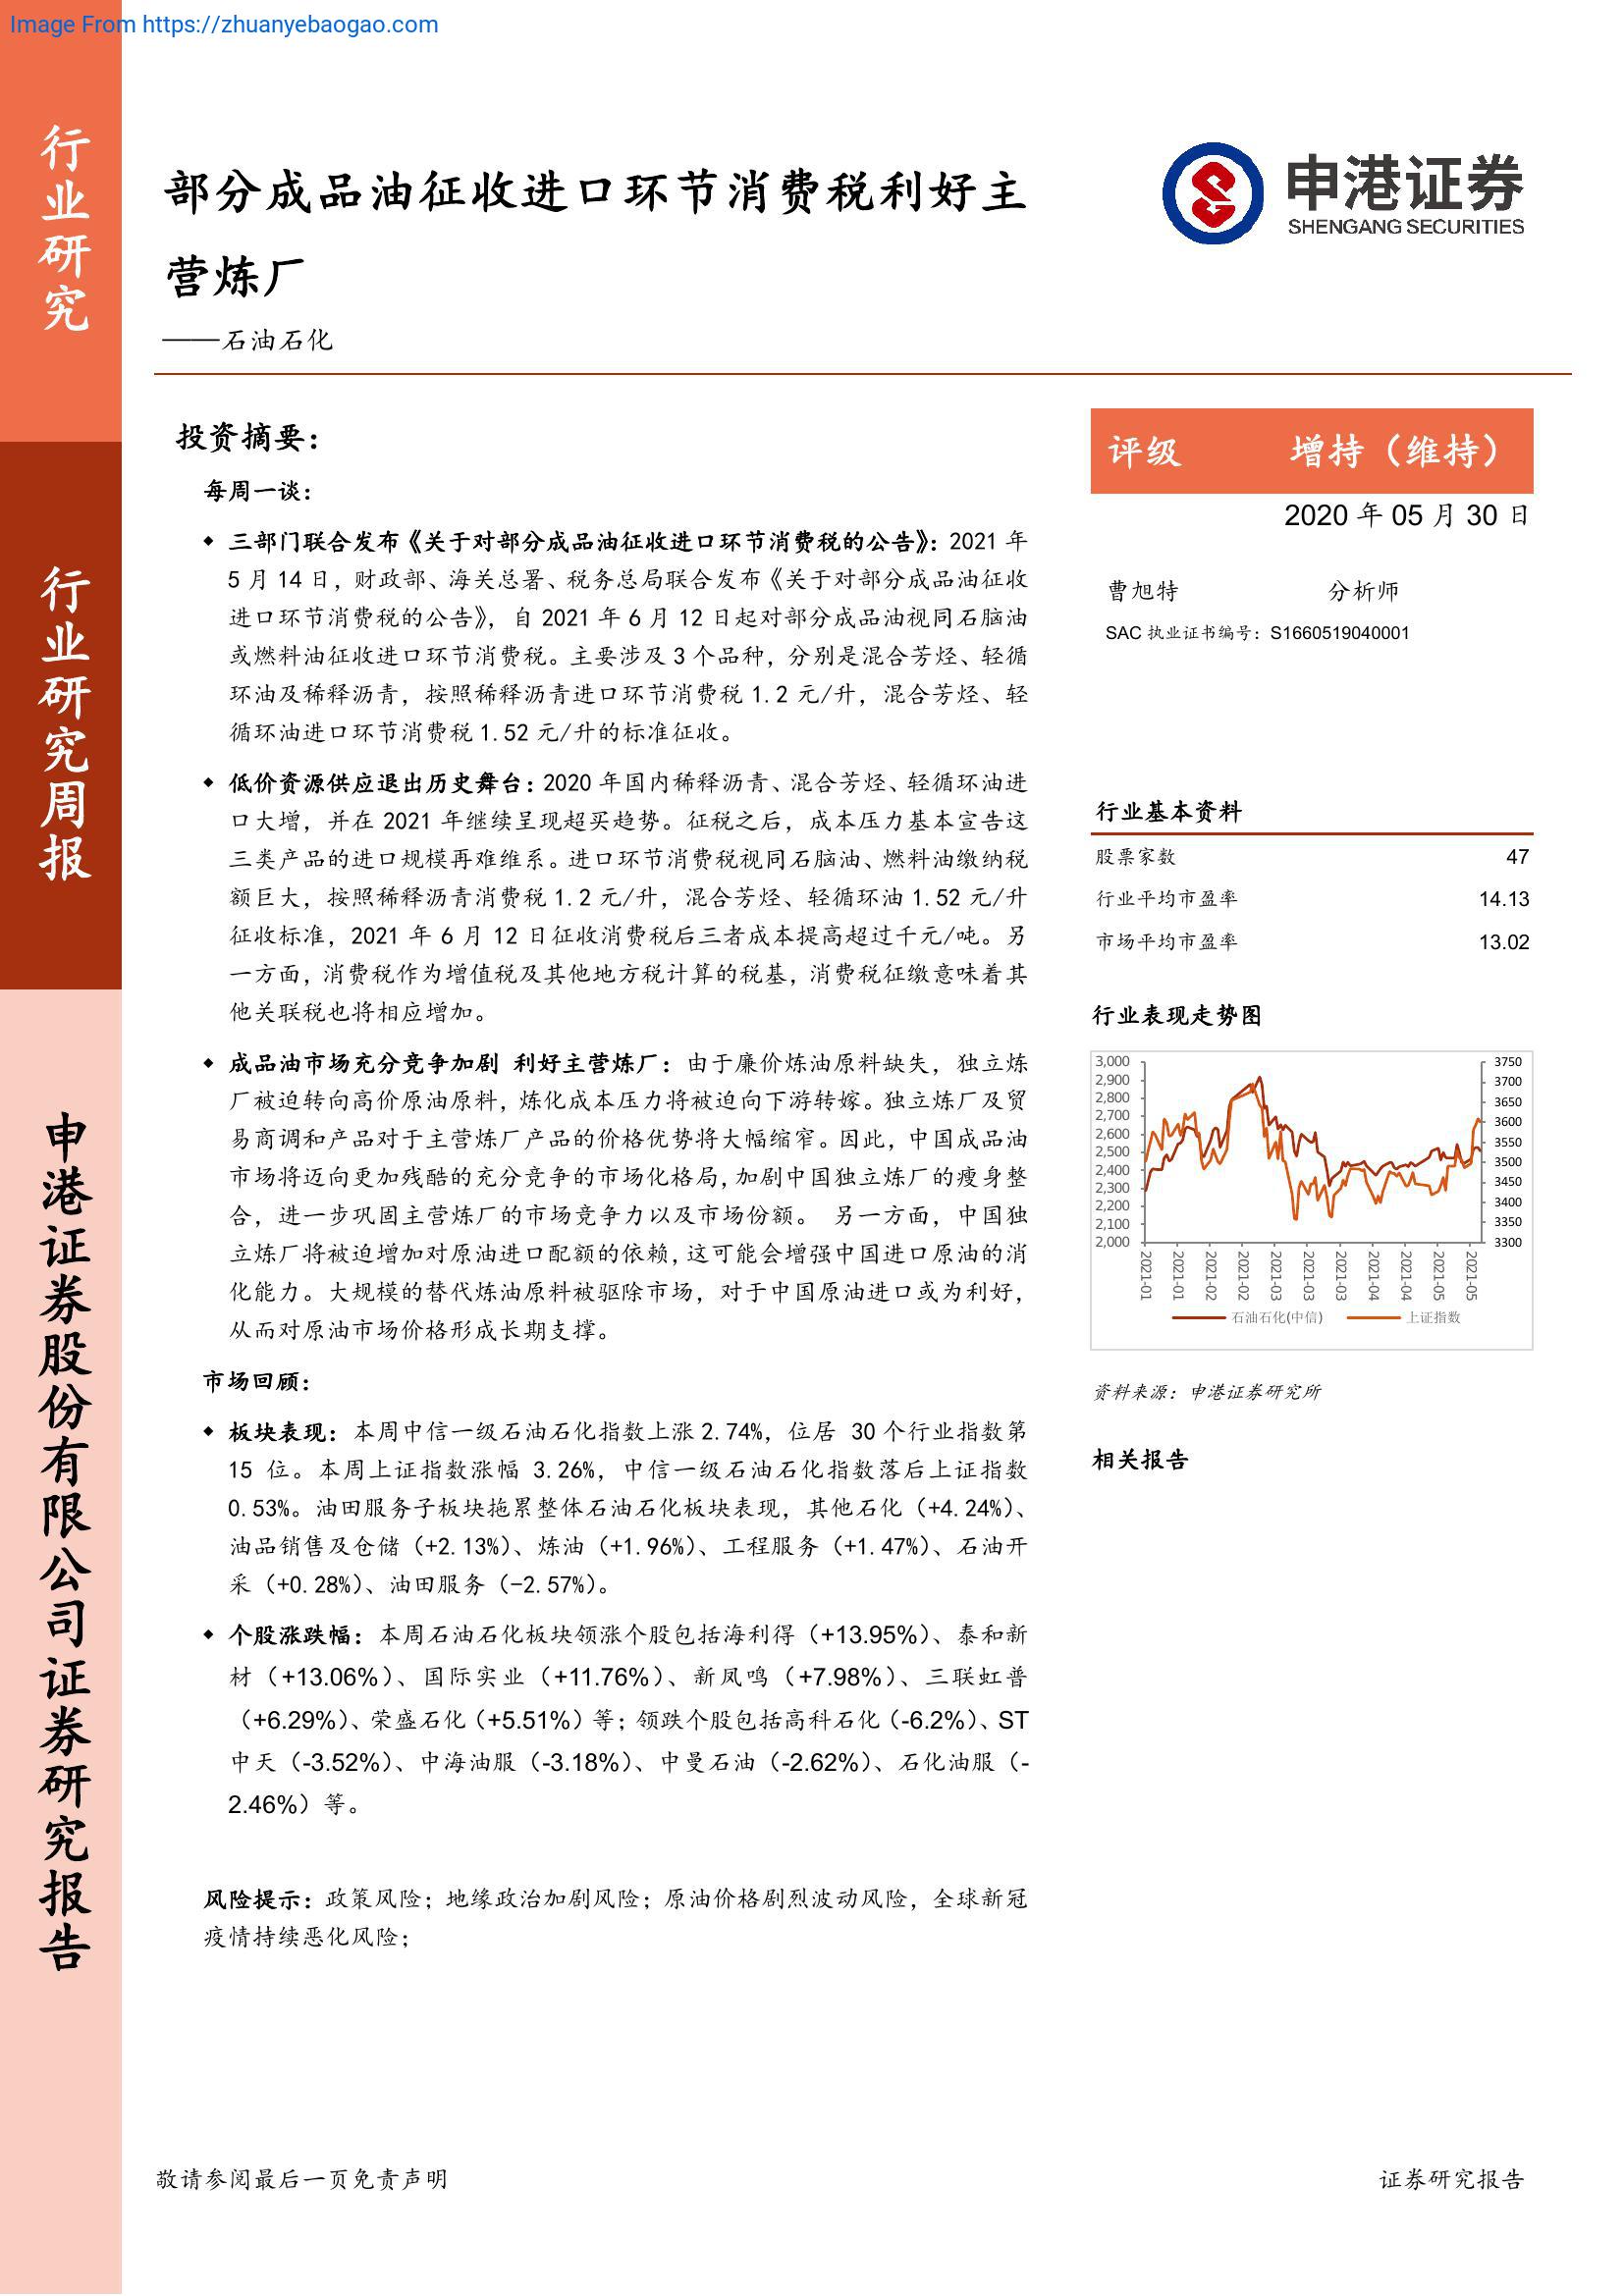 Image From https://zhuanyebaogao.com
行业研究
行业研究周报
申港证券股份有限公司证券研究报告
部分成品油征收进口环节消费税利好主
营炼厂
——石油石化
申港证券
SHENGANG SECURITIES
投资摘要：
每周一谈：
◆ 三部门联合发布《关于对部分成品油征收进口环节消费税的公告》：2021 年
5 月 14 日，财政部、海关总署、税务总局联合发布《关于对部分成品油征收
进口环节消费税的公告》，自 2021 年 6 月 12 日起对部分成品油视同石脑油
或燃料油征收进口环节消费税。主要涉及 3 个品种，分别是混合芳烃、轻循
环油及稀释沥青，按照稀释沥青进口环节消费税 1.2 元/升，混合芳烃、轻
循环油进口环节消费税 1.52 元/升的标准征收。
◆ 低价资源供应退出历史舞台：2020 年国内稀释沥青、混合芳烃、轻循环油进
口大增，并在 2021 年继续呈现超买趋势。征税之后，成本压力基本宣告这
三类产品的进口规模再难维系。进口环节消费税视同石脑油、燃料油缴纳税
额巨大，按照稀释沥青消费税 1.2 元/升，混合芳烃、轻循环油 1.52 元/升
征收标准，2021 年 6 月 12 日征收消费税后三者成本提高超过千元/吨。另
一方面，消费税作为增值税及其他地方税计算的税基，消费税征缴意味着其
他关联税也将相应增加。
◆ 成品油市场充分竞争加剧 利好主营炼厂：由于廉价炼油原料缺失，独立炼
厂被迫转向高价原油原料，炼化成本压力将被迫向下游转嫁。独立炼厂及贸
易商调和产品对于主营炼厂产品的价格优势将大幅缩窄。因此，中国成品油
市场将迈向更加残酷的充分竞争的市场化格局，加剧中国独立炼厂的瘦身整
合，进一步巩固主营炼厂的市场竞争力以及市场份额。 另一方面，中国独
立炼厂将被迫增加对原油进口配额的依赖，这可能会增强中国进口原油的消
化能力。大规模的替代炼油原料被驱除市场，对于中国原油进口或为利好，
从而对原油市场价格形成长期支撑。
市场回顾：
◆ 板块表现：本周中信一级石油石化指数上涨 2.74%，位居 30 个行业指数第
15 位。本周上证指数涨幅 3.26%，中信一级石油石化指数落后上证指数
0.53%。油田服务子板块拖累整体石油石化板块表现，其他石化（+4.24%）、
油品销售及仓储（+2.13%）、炼油（+1.96%）、工程服务（+1.47%）、石油开
采（+0.28%）、油田服务（-2.57%）。
◆ 个股涨跌幅：本周石油石化板块领涨个股包括海利得（+13.95%）、泰和新
材（+13.06%）、国际实业（+11.76%）、新凤鸣（+7.98%）、三联虹普
（+6.29%）、荣盛石化（+5.51%）等；领跌个股包括高科石化（-6.2%）、ST
中天（-3.52%）、中海油服（-3.18%）、中曼石油（-2.62%）、石化油服（-
2.46%）等。
风险提示：政策风险；地缘政治加剧风险；原油价格剧烈波动风险，全球新冠
疫情持续恶化风险；
评级 增持（维持）
2020 年 05 月 30 日
曹旭特 分析师
SAC 执业证书编号：S1660519040001
行业基本资料
股票家数 47
行业平均市盈率 14.13
市场平均市盈率 13.02
行业表现走势图
3,000 3750
2,900 3700
2,800 3650
2,700 3600
2,600 3550
2,500 3500
2,400 3450
2,300 3400
2,200 3350
2,100 3300
2,000
2021-01 2021-01 2021-02 2021-02 2021-03 2021-03 2021-03 2021-04 2021-04 2021-05 2021-05
石油石化(中信) 上证指数
资料来源：申港证券研究所
相关报告
敬请参阅最后一页免责声明 证券研究报告